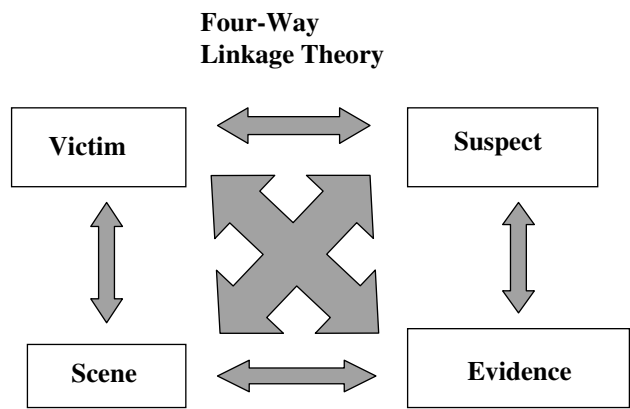 Four-Way
Linkage Theory
Victim
Suspect
Scene
Evidence